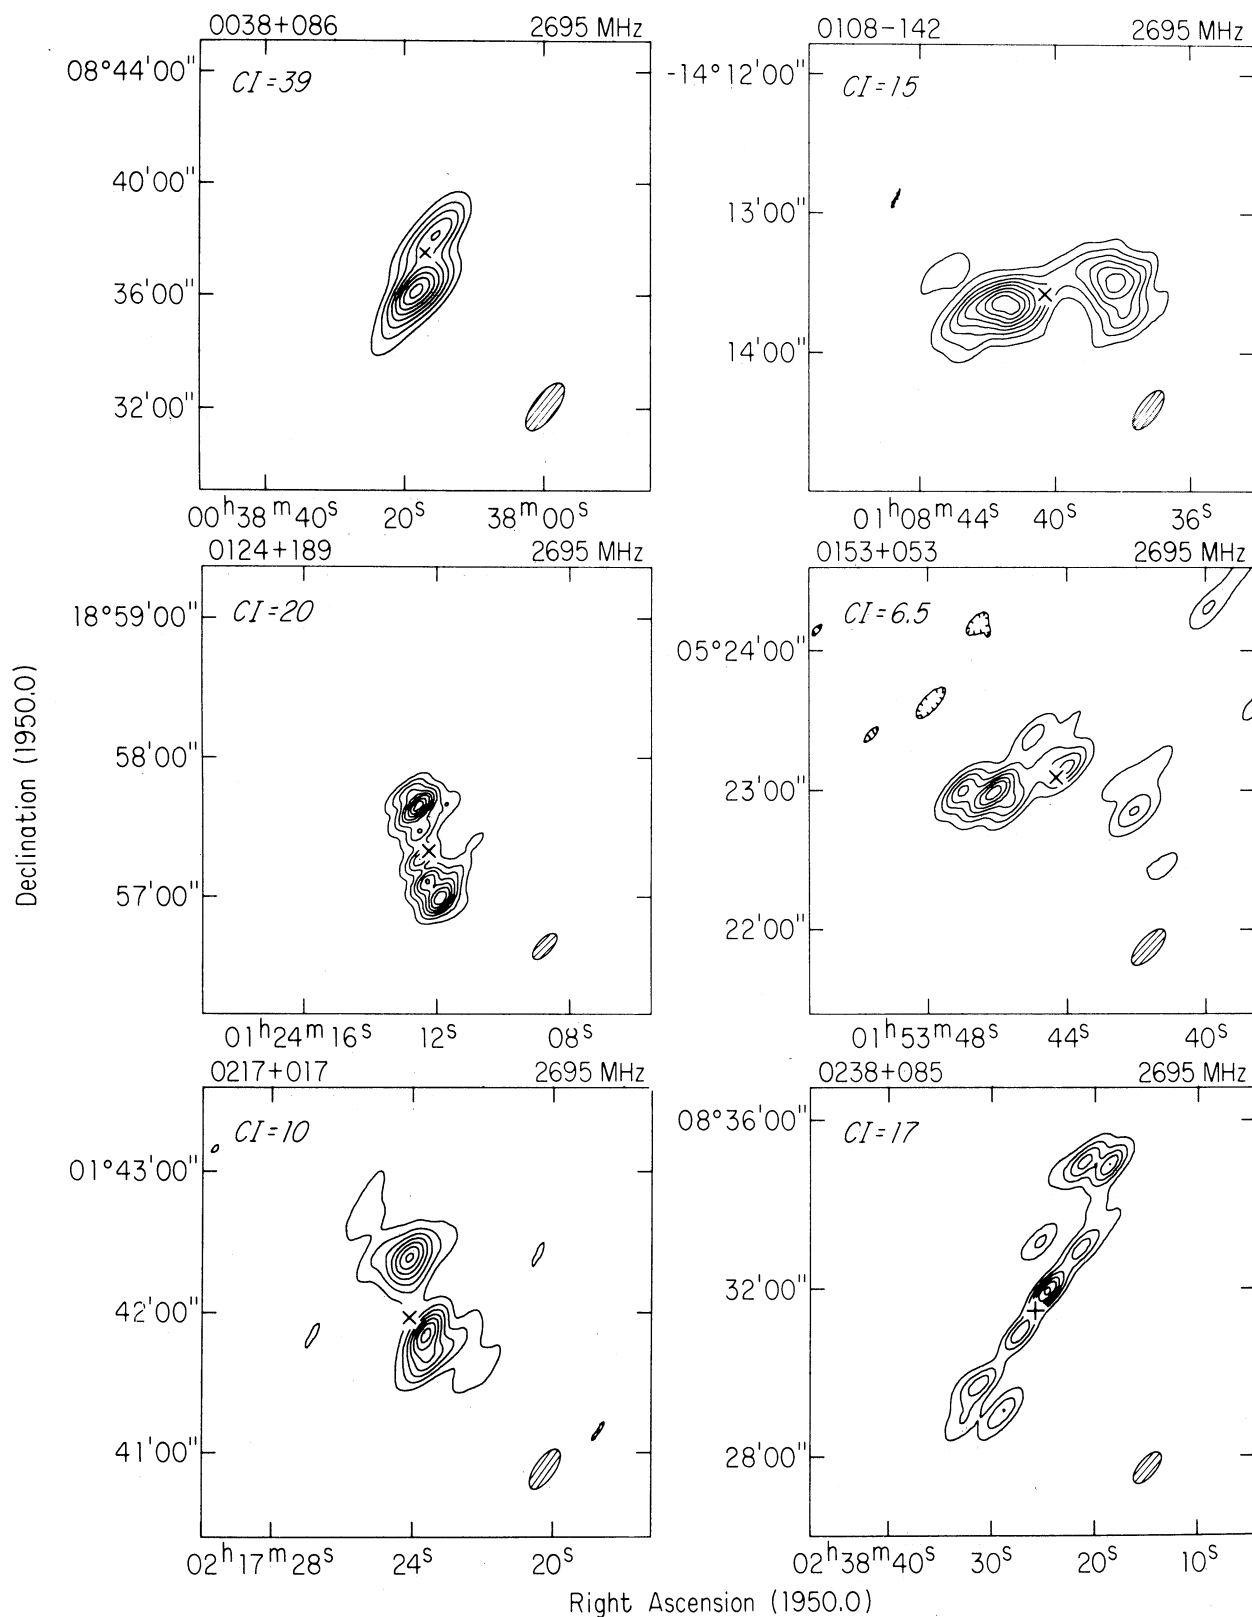 0038+086 2695 MHz
CI=39
08°44'00"
40'00"
36'00"
32'00"
00h38m40s 20s 38m00s
0108-142 2695 MHz
CI=15
-14°12'00"
13'00"
14'00"
01h08m44s 40s 36s
0124+189 2695 MHz
CI=20
18°59'00"
58'00"
57'00"
01h24m16s 12s 08s
0153+053 2695 MHz
CI=6.5
05°24'00"
23'00"
22'00"
01h53m48s 44s 40s
0217+017 2695 MHz
CI=10
01°43'00"
42'00"
41'00"
02h17m28s 24s 20s
0238+085 2695 MHz
CI=17
08°36'00"
32'00"
28'00"
02h38m40s 30s 20s 10s
Declination (1950.0)
Right Ascension (1950.0)